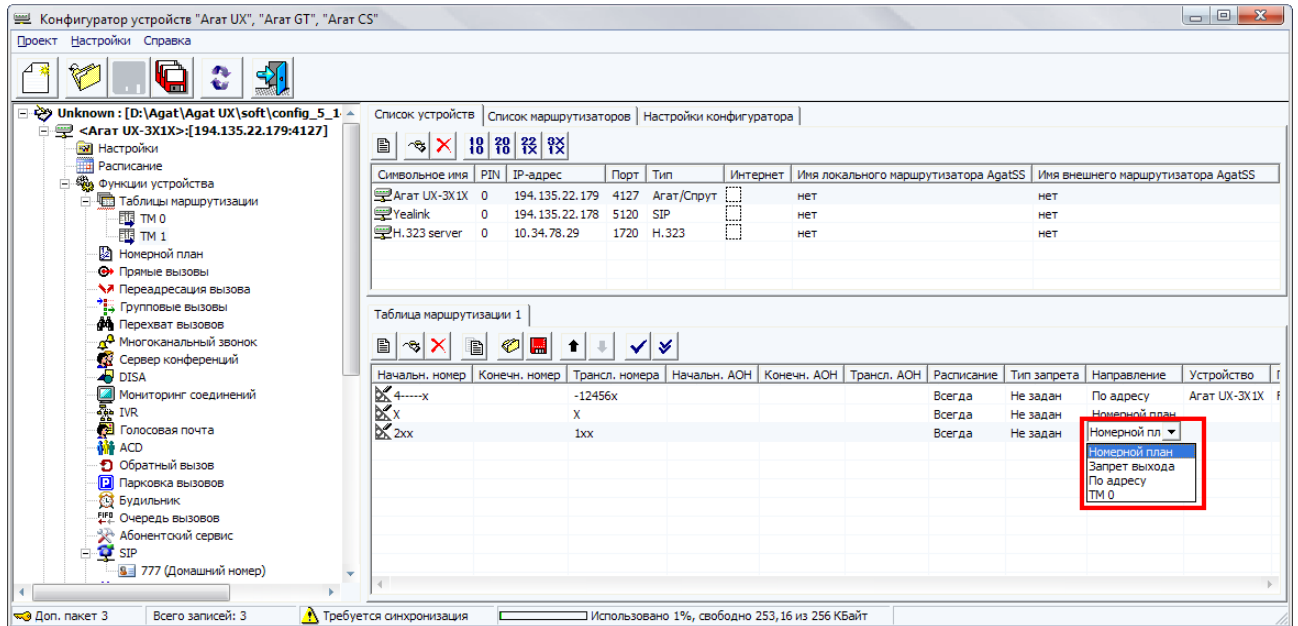 Конфигуратор устройств "Агат UX", "Агат GT", "Агат CS"
Проект Настройки Справка
Unknown : [D:\Agat\Agat UX\soft\config_5_1
<Агат UX-3X1X>:[194.135.22.179:4127]
Настройки
Расписание
Функции устройства
Таблицы маршрутизации
ТМ 0
ТМ 1
Номерной план
Прямые вызовы
Переадресация вызова
Групповые вызовы
Перехват вызовов
Многоканальный звонок
Сервер конференций
DISA
Мониторинг соединений
IVR
Голосовая почта
ACD
Обратный вызов
Парковка вызовов
Будильник
Очередь вызовов
Абонентский сервис
SIP
777 (Домашний номер)
Список устройств Список маршрутизаторов Настройки конфигуратора
Символьное имя PIN IP-адрес Порт Тип Интернет Имя локального маршрутизатора AgatSS Имя внешнего маршрутизатора AgatSS
Агат UX-3X1X 0 194.135.22.179 4127 Агат/Спрут нет нет
Yealink 0 194.135.22.178 5120 SIP нет нет
H.323 server 0 10.34.78.29 1720 H.323 нет нет
Таблица маршрутизации 1
Начальн. номер Конечн. номер Трансл. номера Начальн. АОН Конечн. АОН Трансл. АОН Расписание Тип запрета Направление Устройство
4-----x -12456x Всегда Не задан По адресу Агат UX-3X1X
X X Всегда Не задан Номерной план
2xx 1xx Всегда Не задан Номерной пл
Номерной план
Запрет выхода
По адресу
ТМ 0
Доп. пакет 3 Всего записей: 3 Требуется синхронизация Использовано 1%, свободно 253,16 из 256 КБайт